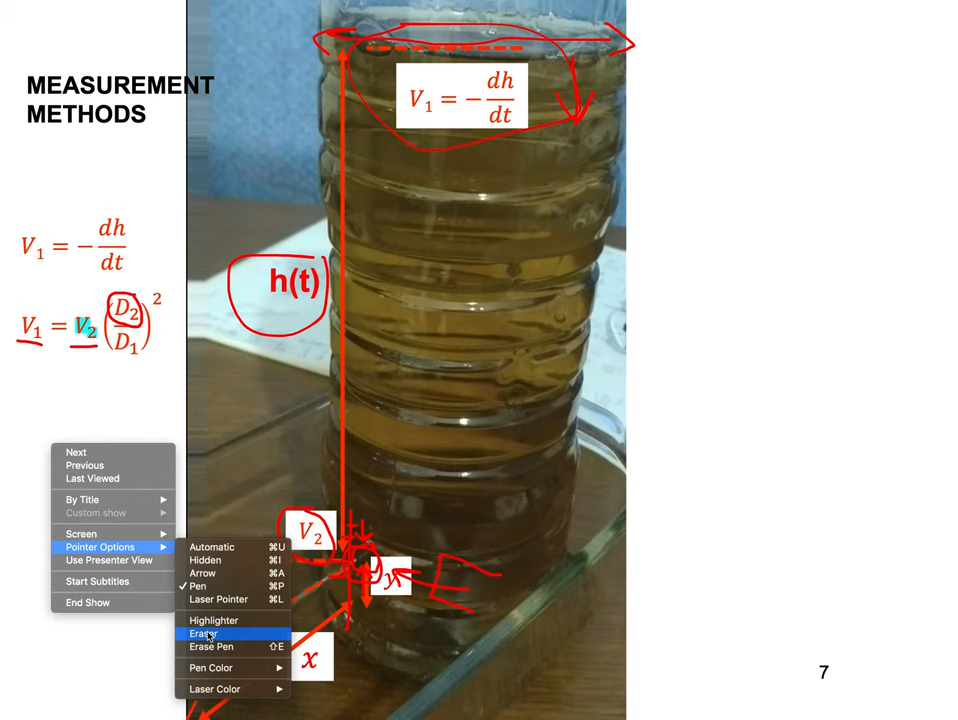 MEASUREMENT
METHODS
V₁ = − dh/dt
V₁ = − dh/dt
h(t)
V₁ = V₂ (D₂/D₁)²
V₂
y
x
Next
Previous
Last Viewed
By Title
Custom show
Screen
Pointer Options
Use Presenter View
Start Subtitles
End Show
Automatic ⌘U
Hidden ⌘I
Arrow ⌘A
✓ Pen ⌘P
Laser Pointer ⌘L
Highlighter
Eraser
Erase Pen ⇧E
Pen Color
Laser Color
7